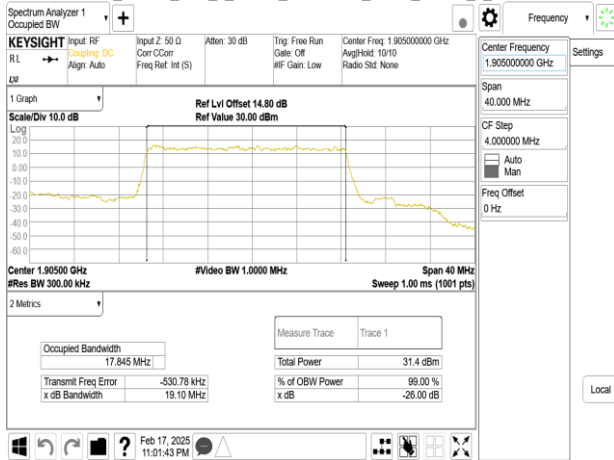 Spectrum Analyzer 1
Occupied BW
Frequency
KEYSIGHT
RL
LXI
Input: RF
Coupling: DC
Align: Auto
Input Z: 50 Ω
Corr CCorr
Freq Ref: Int (S)
Atten: 30 dB
Trig: Free Run
Gate: Off
#IF Gain: Low
Center Freq: 1.905000000 GHz
Avg|Hold: 10/10
Radio Std: None
Center Frequency
1.905000000 GHz
Settings
Span
40.000 MHz
CF Step
4.000000 MHz
Auto
Man
Freq Offset
0 Hz
1 Graph
Scale/Div 10.0 dB
Ref Lvl Offset 14.80 dB
Ref Value 30.00 dBm
Log
20.0
10.0
0.00
-10.0
-20.0
-30.0
-40.0
-50.0
-60.0
Center 1.90500 GHz
#Video BW 1.0000 MHz
Span 40 MHz
#Res BW 300.00 kHz
Sweep 1.00 ms (1001 pts)
2 Metrics
Measure Trace
Trace 1
Occupied Bandwidth
17.845 MHz
Total Power
31.4 dBm
Transmit Freq Error
-530.78 kHz
% of OBW Power
99.00 %
x dB Bandwidth
19.10 MHz
x dB
-26.00 dB
Local
?
Feb 17, 2025
11:01:43 PM